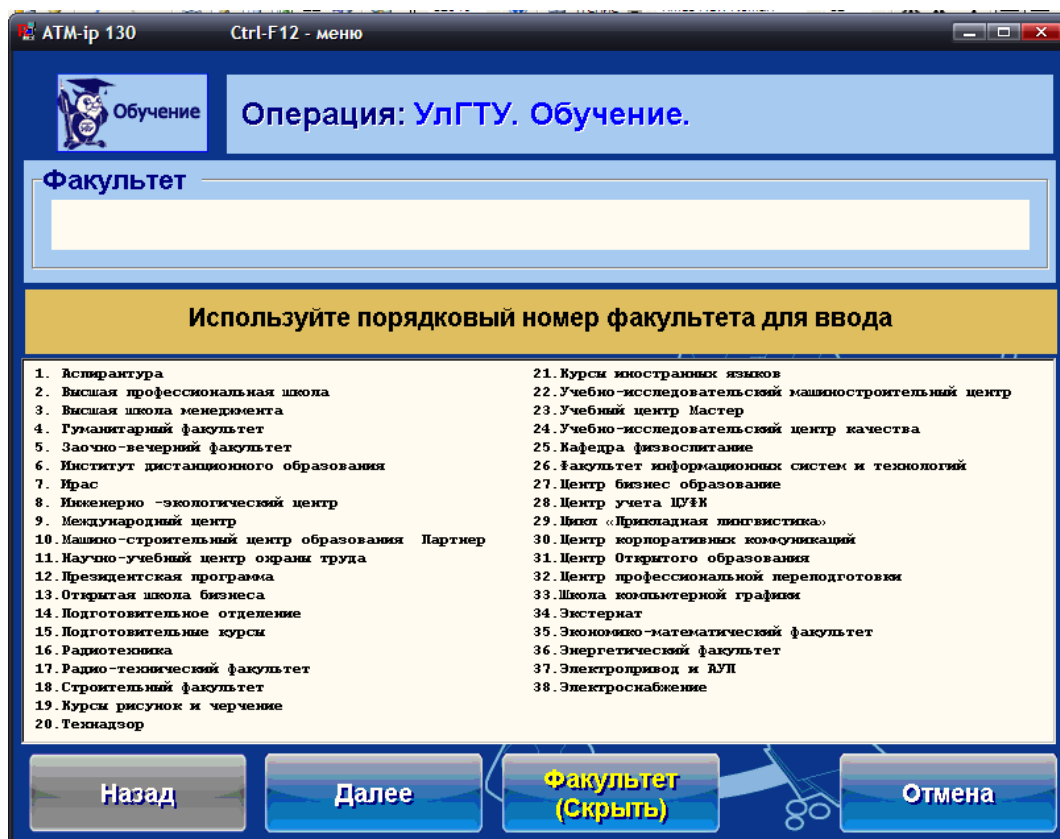 ATM-ip 130 Ctrl-F12 - меню
Обучение
Операция: УлГТУ. Обучение.
Факультет
Используйте порядковый номер факультета для ввода
1. Аспирантура
2. Высшая профессиональная школа
3. Высшая школа менеджмента
4. Гуманитарный факультет
5. Заочно-вечерний факультет
6. Институт дистанционного образования
7. Ирас
8. Инженерно -экологический центр
9. Международный центр
10.Машино-строительный центр образования Партнер
11.Научно-учебный центр охраны труда
12.Президентская программа
13.Открытая школа бизнеса
14.Подготовительное отделение
15.Подготовительные курсы
16.Радиотехника
17.Радио-технический факультет
18.Строительный факультет
19.Курсы рисунок и черчение
20.Технадзор
21.Курсы иностранных языков
22.Учебно-исследовательский машиностроительный центр
23.Учебный центр Мастер
24.Учебно-исследовательский центр качества
25.Кафедра физвоспитание
26.Факультет информационных систем и технологий
27.Центр бизнес образование
28.Центр учета ЦУФК
29.Цикл «Прикладная лингвистика»
30.Центр корпоративных коммуникаций
31.Центр Открытого образования
32.Центр профессиональной переподготовки
33.Школа компьтерной графики
34.Экстернат
35.Экономико-математический факультет
36.Энергетический факультет
37.Электропривод и АУП
38.Электроснабжение
Назад Далее Факультет (Скрыть) Отмена